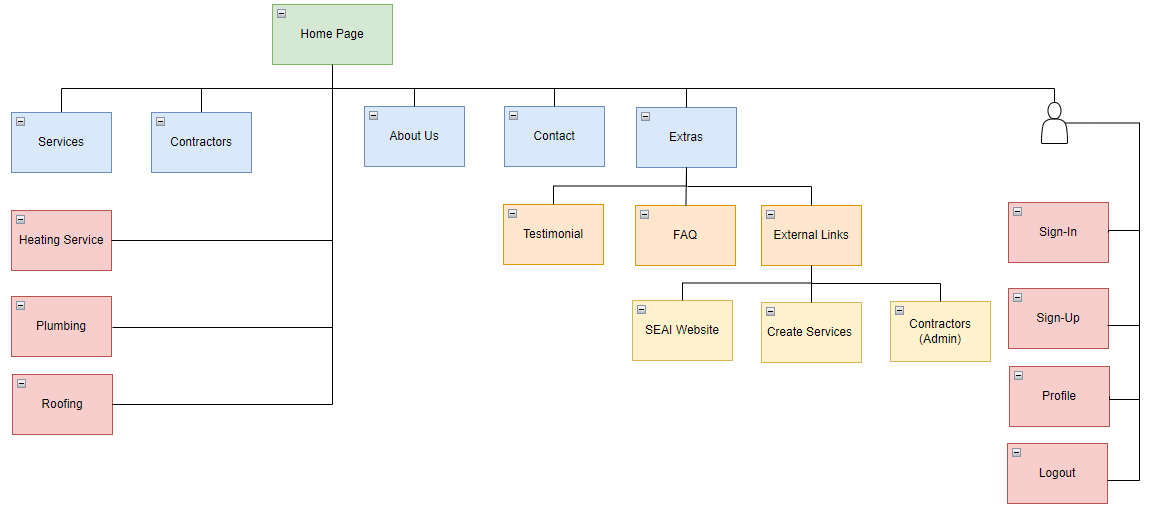 Home Page
Services
Contractors
About Us
Contact
Extras
Heating Service
Testimonial
FAQ
External Links
Sign-In
Plumbing
SEAI Website
Create Services
Contractors
(Admin)
Sign-Up
Roofing
Profile
Logout